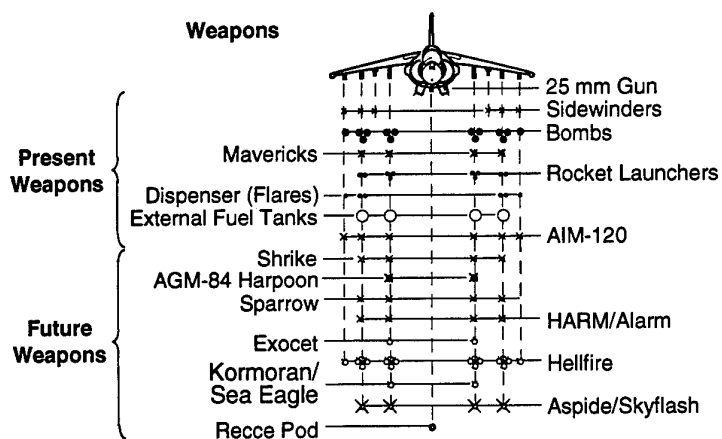 Weapons
25 mm Gun
Sidewinders
Bombs
Present
Weapons
Mavericks
Rocket Launchers
Dispenser (Flares)
External Fuel Tanks
AIM-120
Shrike
AGM-84 Harpoon
Sparrow
HARM/Alarm
Future
Weapons
Exocet
Hellfire
Kormoran/
Sea Eagle
Aspide/Skyflash
Recce Pod